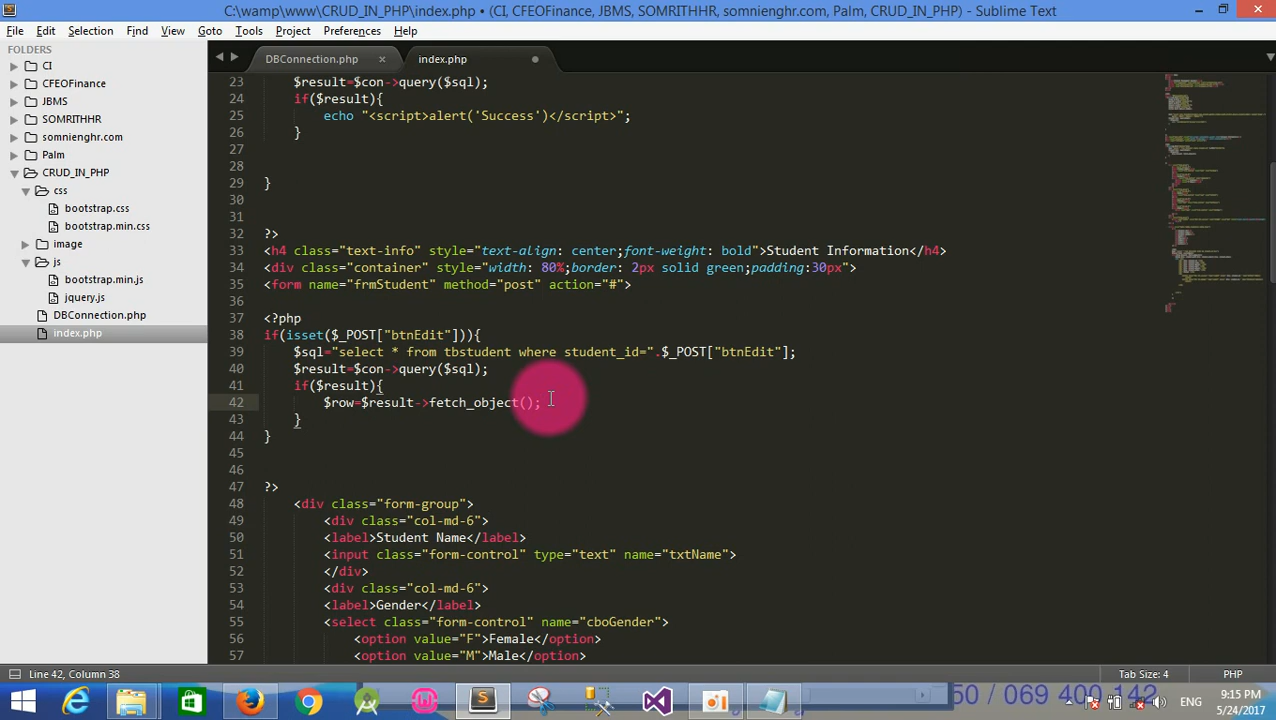 C:\wamp\www\CRUD_IN_PHP\index.php • (CI, CFEOFinance, JBMS, SOMRITHHR, somnienghr.com, Palm, CRUD_IN_PHP) - Sublime Text
File Edit Selection Find View Goto Tools Project Preferences Help
FOLDERS
CI
CFEOFinance
JBMS
SOMRITHHR
somnienghr.com
Palm
CRUD_IN_PHP
css
bootstrap.css
bootstrap.min.css
image
js
bootstrap.min.js
jquery.js
DBConnection.php
index.php
DBConnection.php × index.php
23 $result=$con->query($sql);
24 if($result){
25 echo "<script>alert('Success')</script>";
26 }
27
28
29 }
30
31
32 ?>
33 <h4 class="text-info" style="text-align: center;font-weight: bold">Student Information</h4>
34 <div class="container" style="width: 80%;border: 2px solid green;padding:30px">
35 <form name="frmStudent" method="post" action="#">
36
37 <?php
38 if(isset($_POST["btnEdit"])){
39 $sql="select * from tbstudent where student_id=".$_POST["btnEdit"];
40 $result=$con->query($sql);
41 if($result){
42 $row=$result->fetch_object();
43 }
44 }
45
46
47 ?>
48 <div class="form-group">
49 <div class="col-md-6">
50 <label>Student Name</label>
51 <input class="form-control" type="text" name="txtName">
52 </div>
53 <div class="col-md-6">
54 <label>Gender</label>
55 <select class="form-control" name="cboGender">
56 <option value="F">Female</option>
57 <option value="M">Male</option>
Line 42, Column 38 Tab Size: 4 PHP
50 / 069 400 142
ENG
9:15 PM
5/24/2017